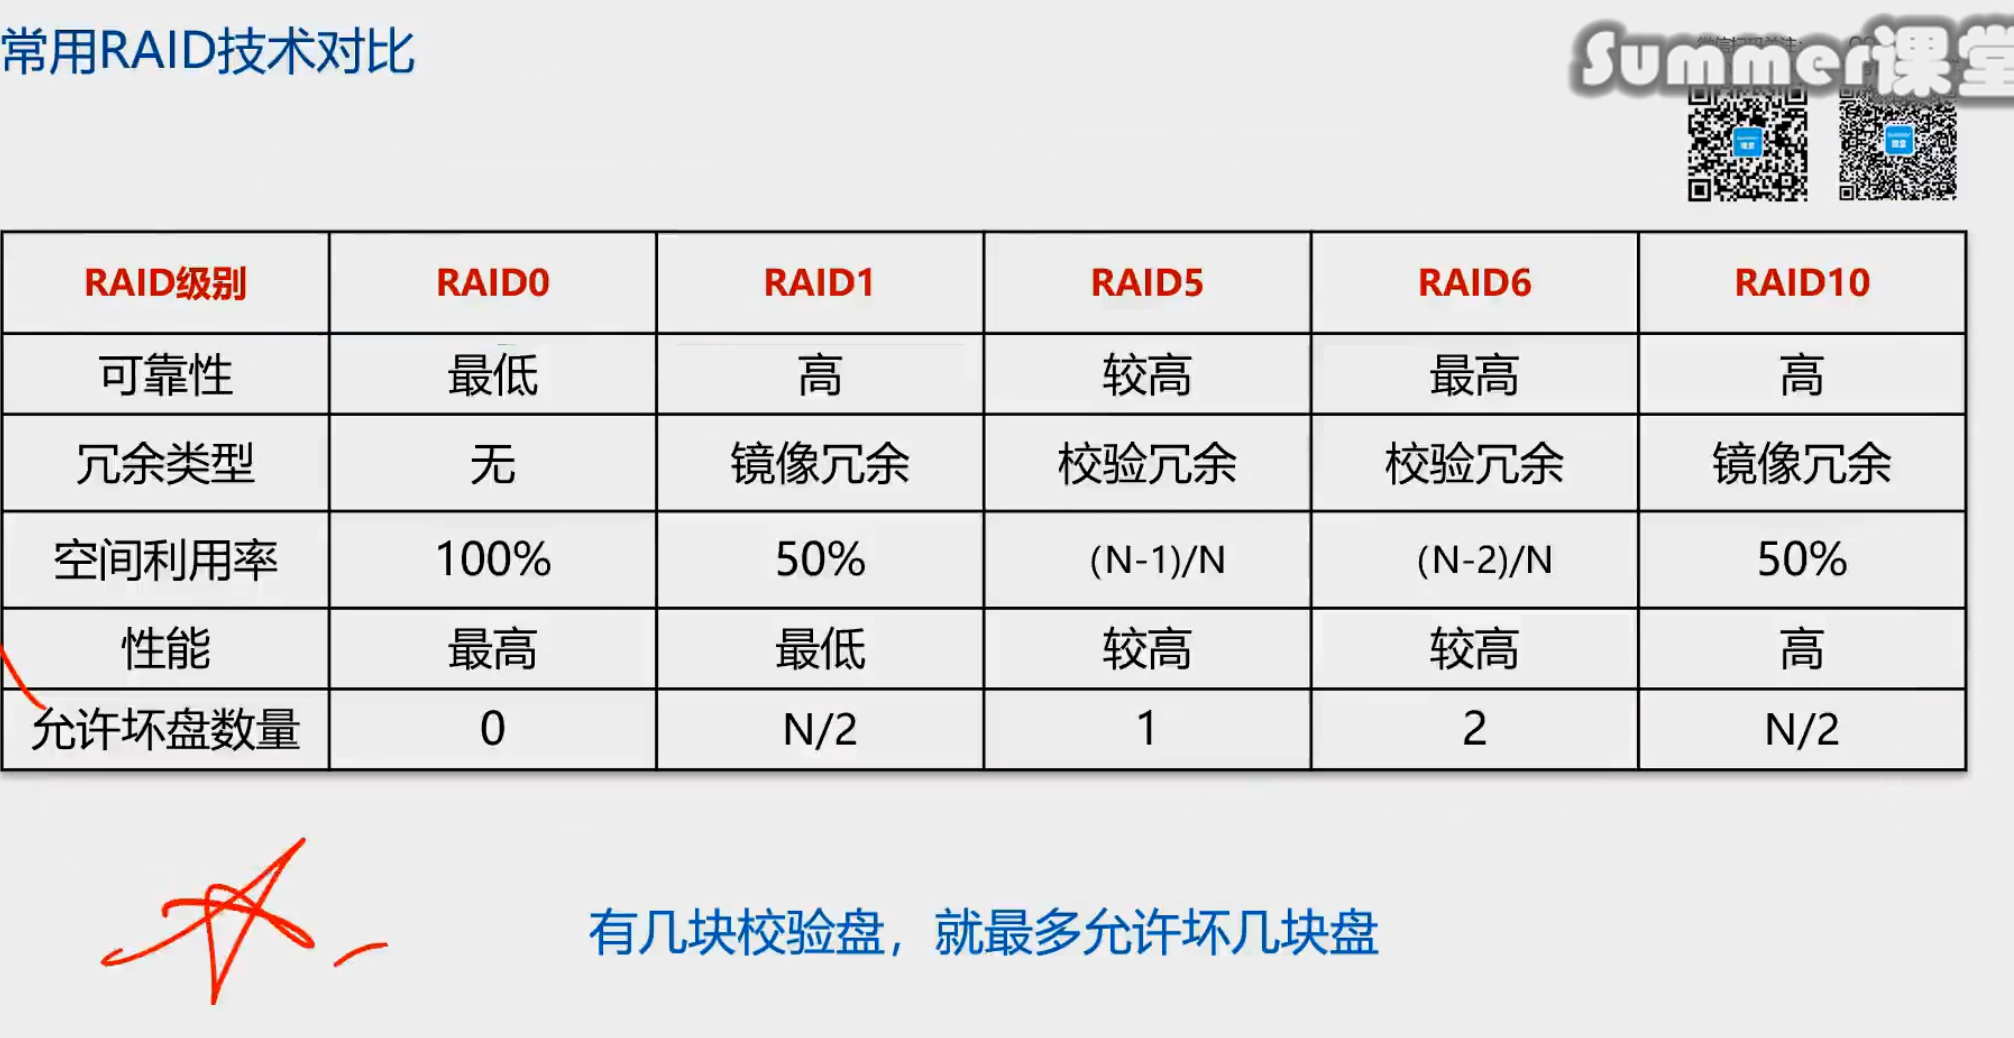 常用RAID技术对比
Summer课堂
RAID级别 RAID0 RAID1 RAID5 RAID6 RAID10
可靠性 最低 高 较高 最高 高
冗余类型 无 镜像冗余 校验冗余 校验冗余 镜像冗余
空间利用率 100% 50% (N-1)/N (N-2)/N 50%
性能 最高 最低 较高 较高 高
允许坏盘数量 0 N/2 1 2 N/2
有几块校验盘，就最多允许坏几块盘